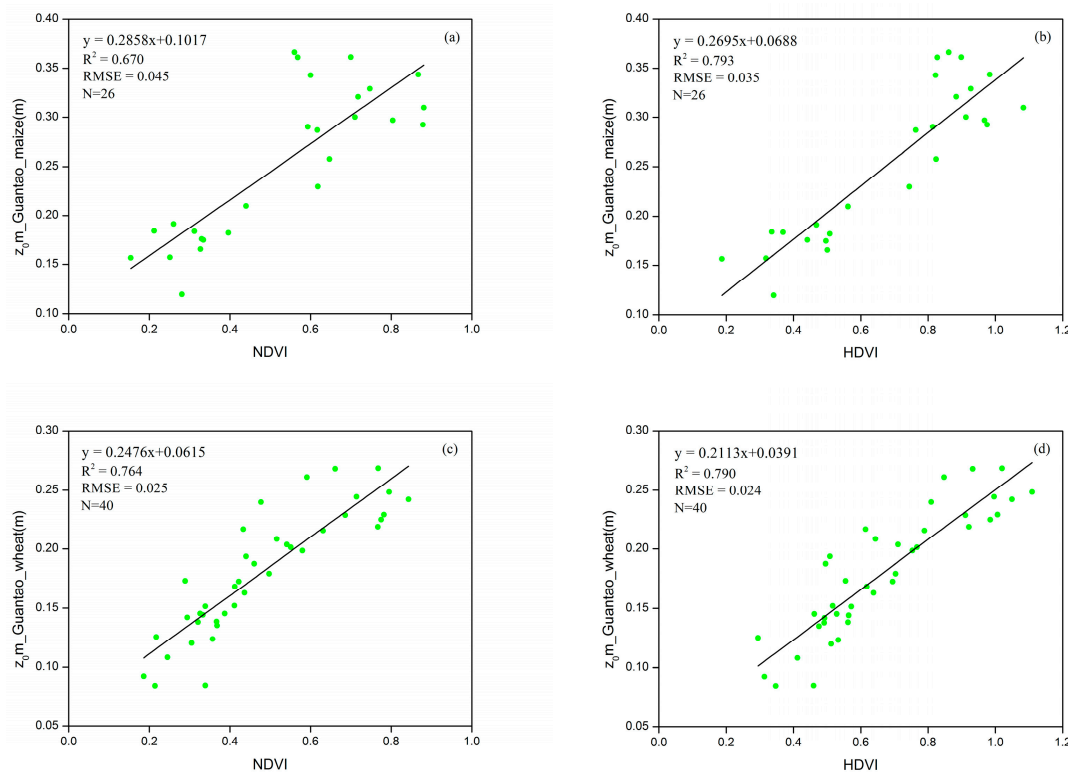 0.40
0.35
0.30
0.25
0.20
0.15
0.10
y = 0.2858x+0.1017
R² = 0.670
RMSE = 0.045
N=26
(a)
z₀m_Guantao_maize(m)
0.0 0.2 0.4 0.6 0.8 1.0
NDVI
0.40
0.35
0.30
0.25
0.20
0.15
0.10
y = 0.2695x+0.0688
R² = 0.793
RMSE = 0.035
N=26
(b)
z₀m_Guantao_maize(m)
0.0 0.2 0.4 0.6 0.8 1.0 1.2
HDVI
0.30
0.25
0.20
0.15
0.10
0.05
y = 0.2476x+0.0615
R² = 0.764
RMSE = 0.025
N=40
(c)
z₀m_Guantao_wheat(m)
0.0 0.2 0.4 0.6 0.8 1.0
NDVI
0.30
0.25
0.20
0.15
0.10
0.05
y = 0.2113x+0.0391
R² = 0.790
RMSE = 0.024
N=40
(d)
z₀m_Guantao_wheat(m)
0.0 0.2 0.4 0.6 0.8 1.0 1.2
HDVI